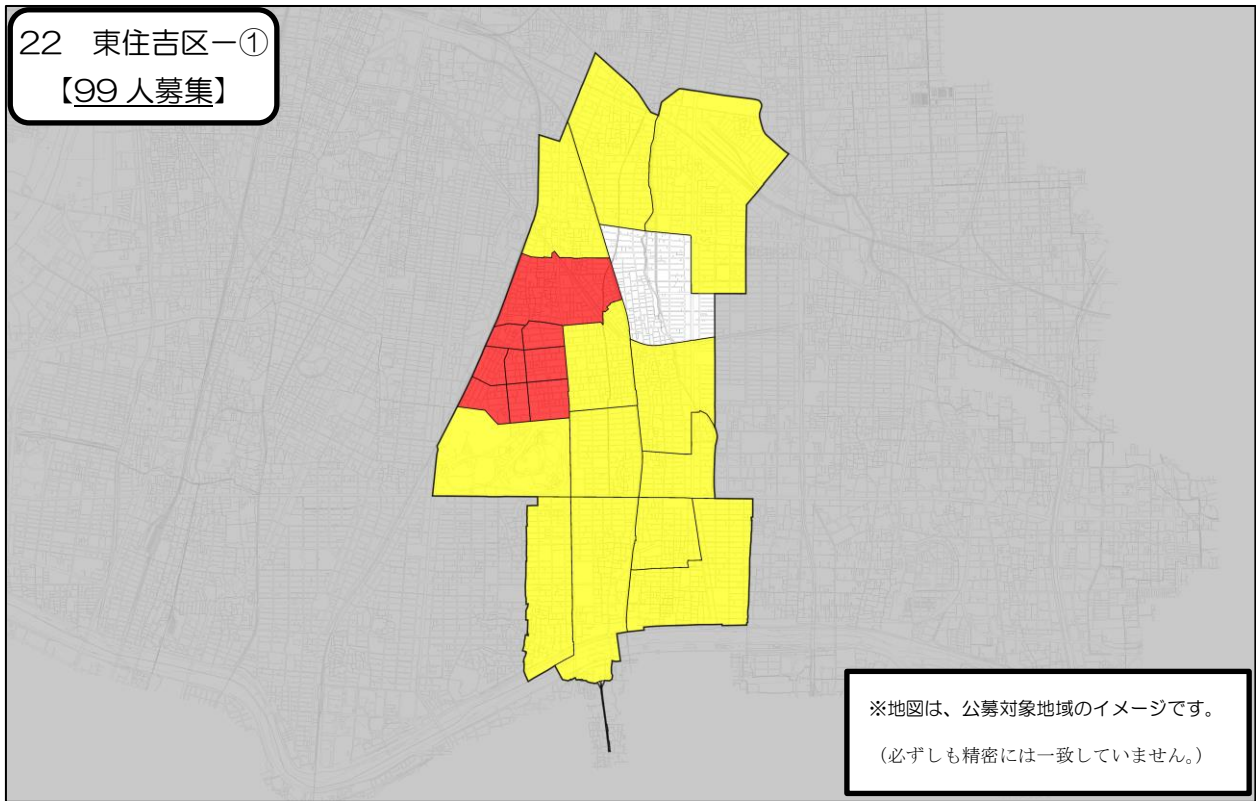 22 東住吉区－①
【99 人募集】
※地図は、公募対象地域のイメージです。
（必ずしも精密には一致していません。）